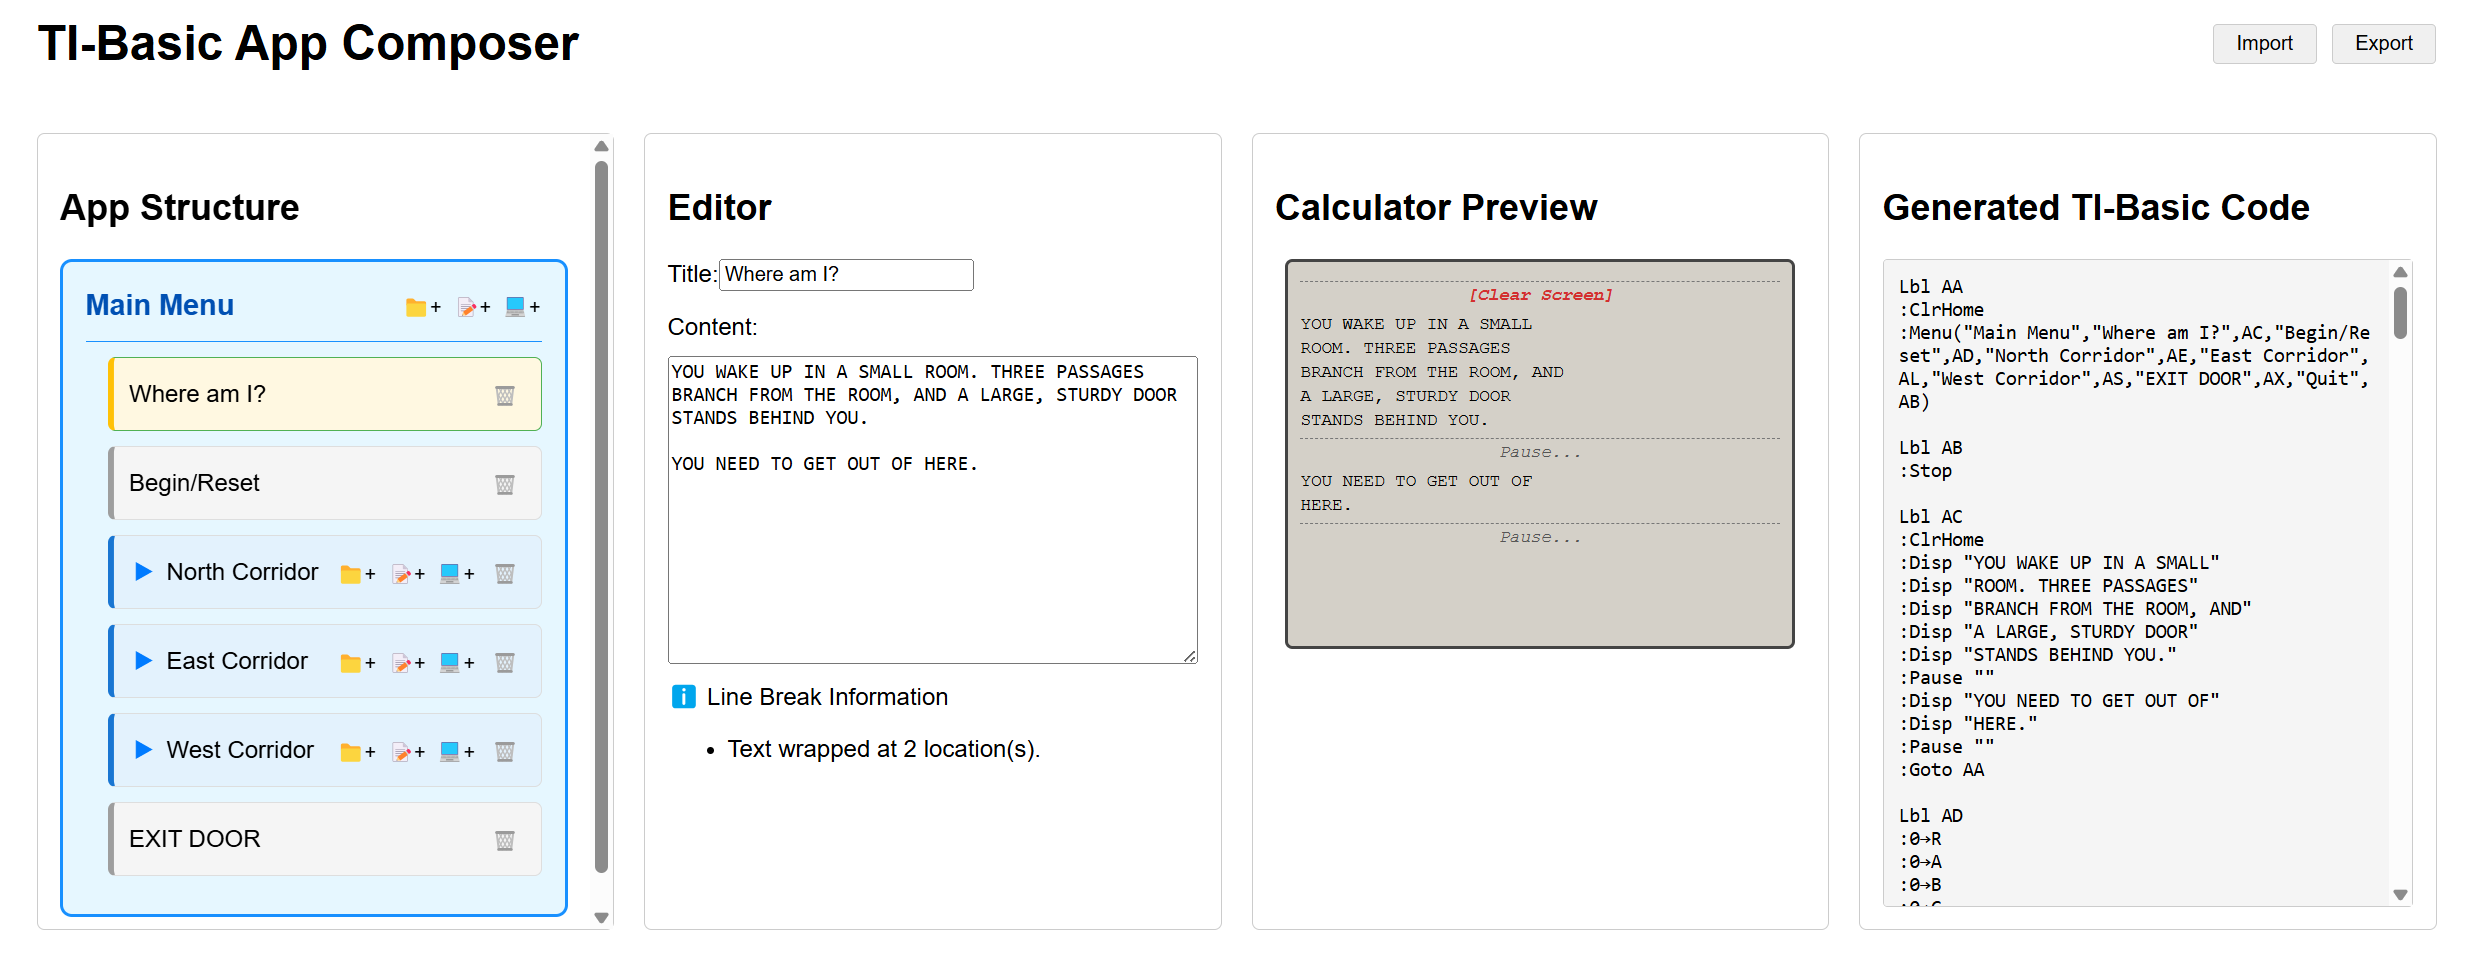 TI-Basic App Composer
Import
Export
App Structure
Main Menu
+
+
+
Where am I?
Begin/Reset
North Corridor
+
+
+
East Corridor
+
+
+
West Corridor
+
+
+
EXIT DOOR
Editor
Title:
Where am I?
Content:
YOU WAKE UP IN A SMALL ROOM. THREE PASSAGES
BRANCH FROM THE ROOM, AND A LARGE, STURDY DOOR
STANDS BEHIND YOU.
YOU NEED TO GET OUT OF HERE.
Line Break Information
• Text wrapped at 2 location(s).
Calculator Preview
[Clear Screen]
YOU WAKE UP IN A SMALL
ROOM. THREE PASSAGES
BRANCH FROM THE ROOM, AND
A LARGE, STURDY DOOR
STANDS BEHIND YOU.
Pause...
YOU NEED TO GET OUT OF
HERE.
Pause...
Generated TI-Basic Code
Lbl AA
:ClrHome
:Menu("Main Menu","Where am I?",AC,"Begin/Re
set",AD,"North Corridor",AE,"East Corridor",
AL,"West Corridor",AS,"EXIT DOOR",AX,"Quit",
AB)
Lbl AB
:Stop
Lbl AC
:ClrHome
:Disp "YOU WAKE UP IN A SMALL"
:Disp "ROOM. THREE PASSAGES"
:Disp "BRANCH FROM THE ROOM, AND"
:Disp "A LARGE, STURDY DOOR"
:Disp "STANDS BEHIND YOU."
:Pause ""
:Disp "YOU NEED TO GET OUT OF"
:Disp "HERE."
:Pause ""
:Goto AA
Lbl AD
:0→R
:0→A
:0→B